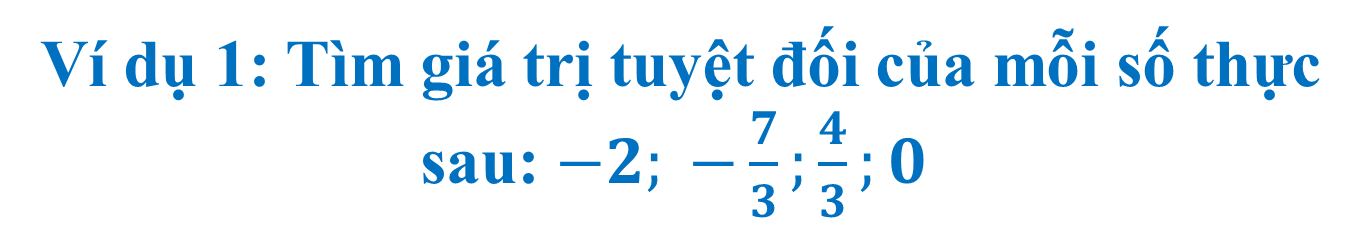 Ví dụ 1: Tìm giá trị tuyệt đối của mỗi số thực
sau: −2; −7/3; 4/3; 0